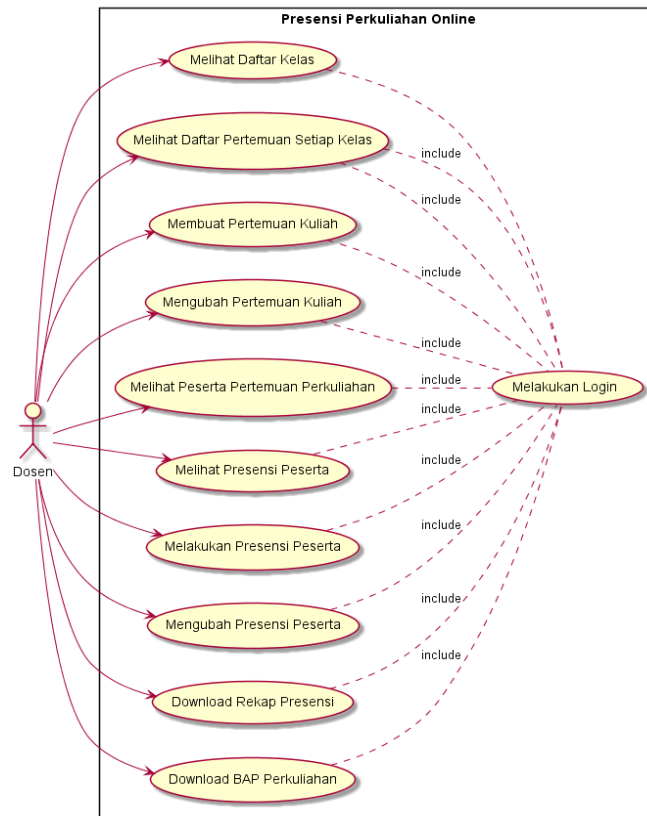 Presensi Perkuliahan Online
Melihat Daftar Kelas
Melihat Daftar Pertemuan Setiap Kelas
include
include
Membuat Pertemuan Kuliah
include
Mengubah Pertemuan Kuliah
include
Melihat Peserta Pertemuan Perkuliahan
include
Melakukan Login
include
Dosen
Melihat Presensi Peserta
include
Melakukan Presensi Peserta
include
Mengubah Presensi Peserta
include
Download Rekap Presensi
include
Download BAP Perkuliahan